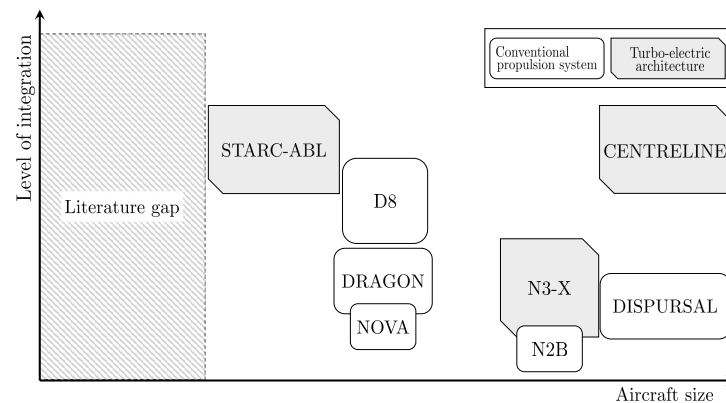 Level of integration
Conventional
propulsion system
Turbo-electric
architecture
STARC-ABL
CENTRELINE
Literature gap
D8
DRAGON
N3-X
DISPURSAL
NOVA
N2B
Aircraft size